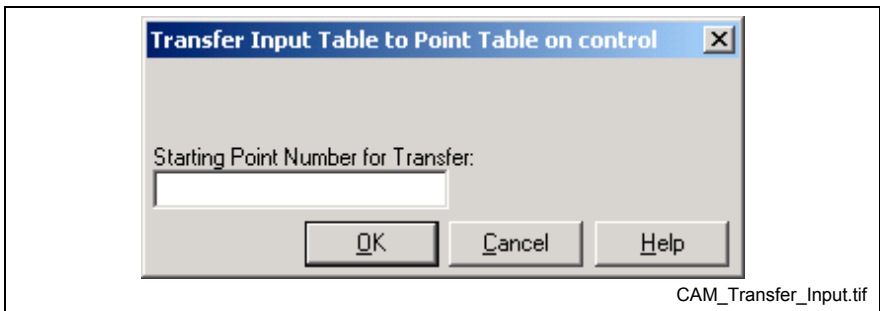 Transfer Input Table to Point Table on control
Starting Point Number for Transfer:
OK Cancel Help
CAM_Transfer_Input.tif